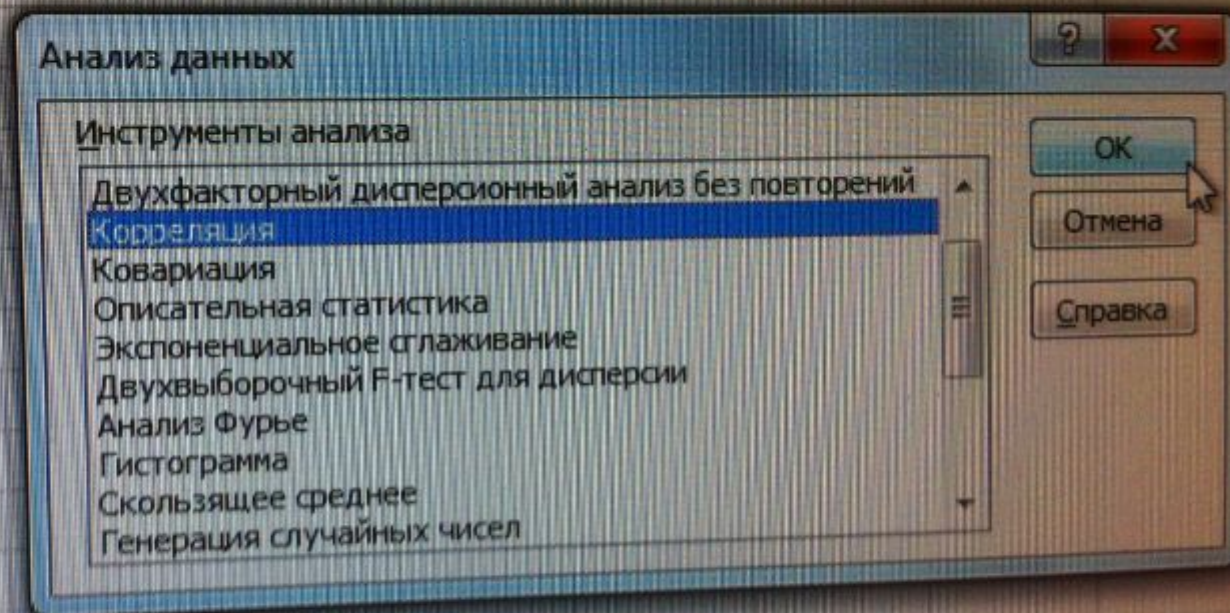 Анализ данных
Инструменты анализа
Двухфакторный дисперсионный анализ без повторений
Корреляция
Ковариация
Описательная статистика
Экспоненциальное сглаживание
Двухвыборочный F-тест для дисперсии
Анализ Фурье
Гистограмма
Скользящее среднее
Генерация случайных чисел
OK
Отмена
Справка